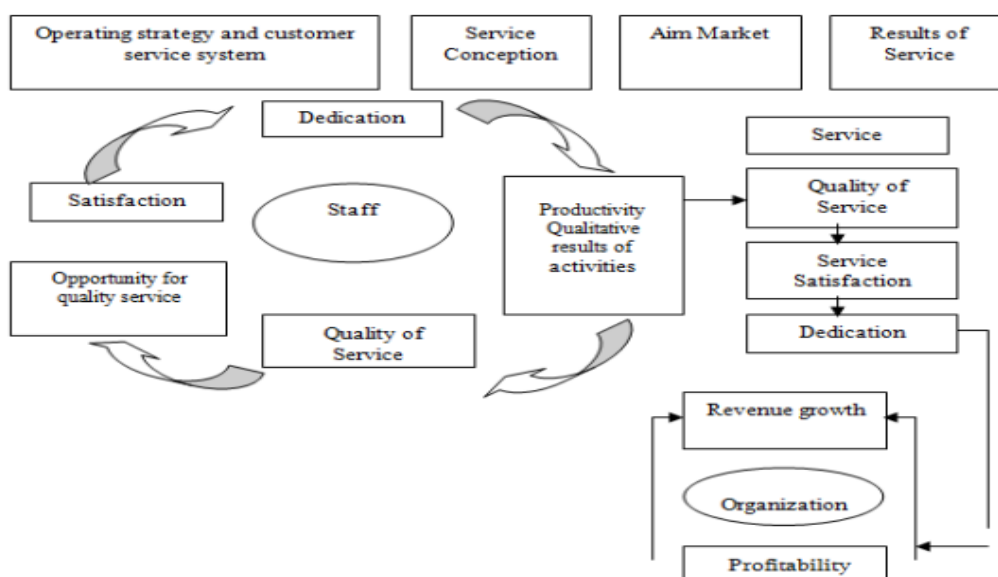 Operating strategy and customer
service system
Service
Conception
Aim Market
Results of
Service
Dedication
Service
Satisfaction
Staff
Productivity
Qualitative
results of
activities
Quality of
Service
Opportunity for
quality service
Service
Satisfaction
Quality of
Service
Dedication
Revenue growth
Organization
Profitability